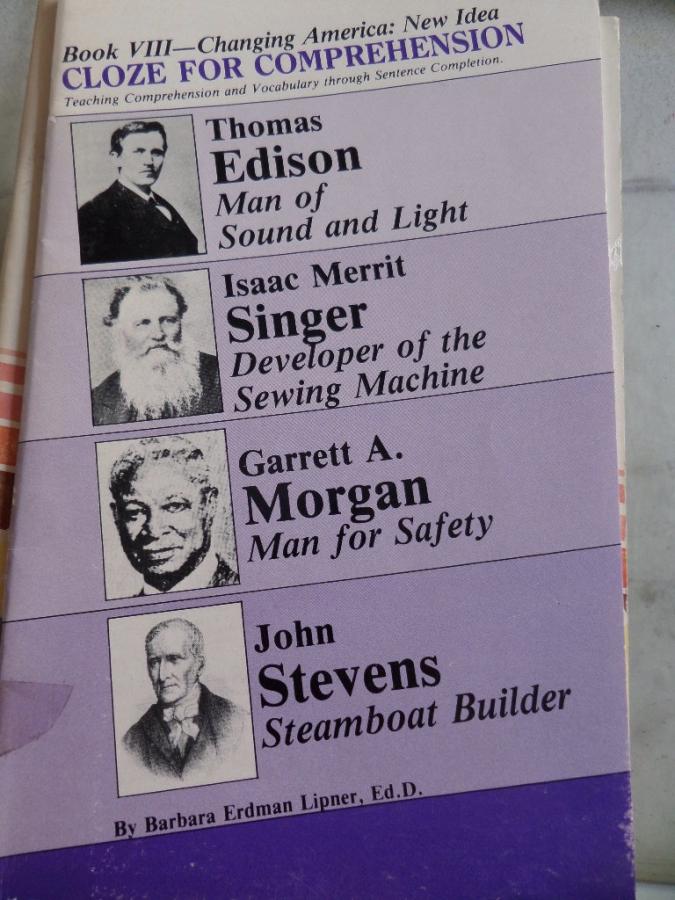 Book VIII—Changing America: New Idea
CLOZE FOR COMPREHENSION
Teaching Comprehension and Vocabulary through Sentence Completion.
Thomas
Edison
Man of
Sound and Light
Isaac Merrit
Singer
Developer of the
Sewing Machine
Garrett A.
Morgan
Man for Safety
John
Stevens
Steamboat Builder
By Barbara Erdman Lipner, Ed.D.